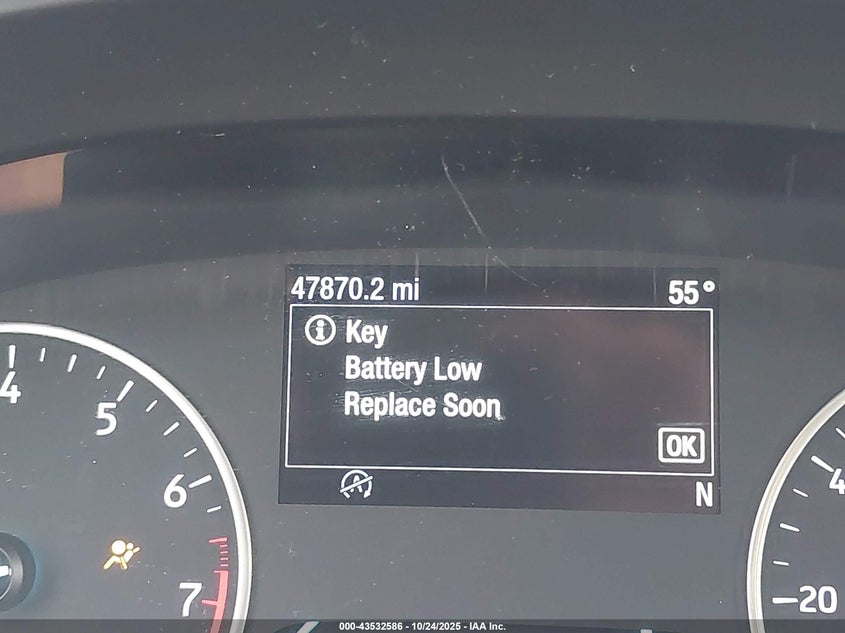 47870.2 mi 55°
Key
Battery Low
Replace Soon
OK
N
4
5
6
7
4
20
000-43532586 - 10/24/2025 - IAA Inc.